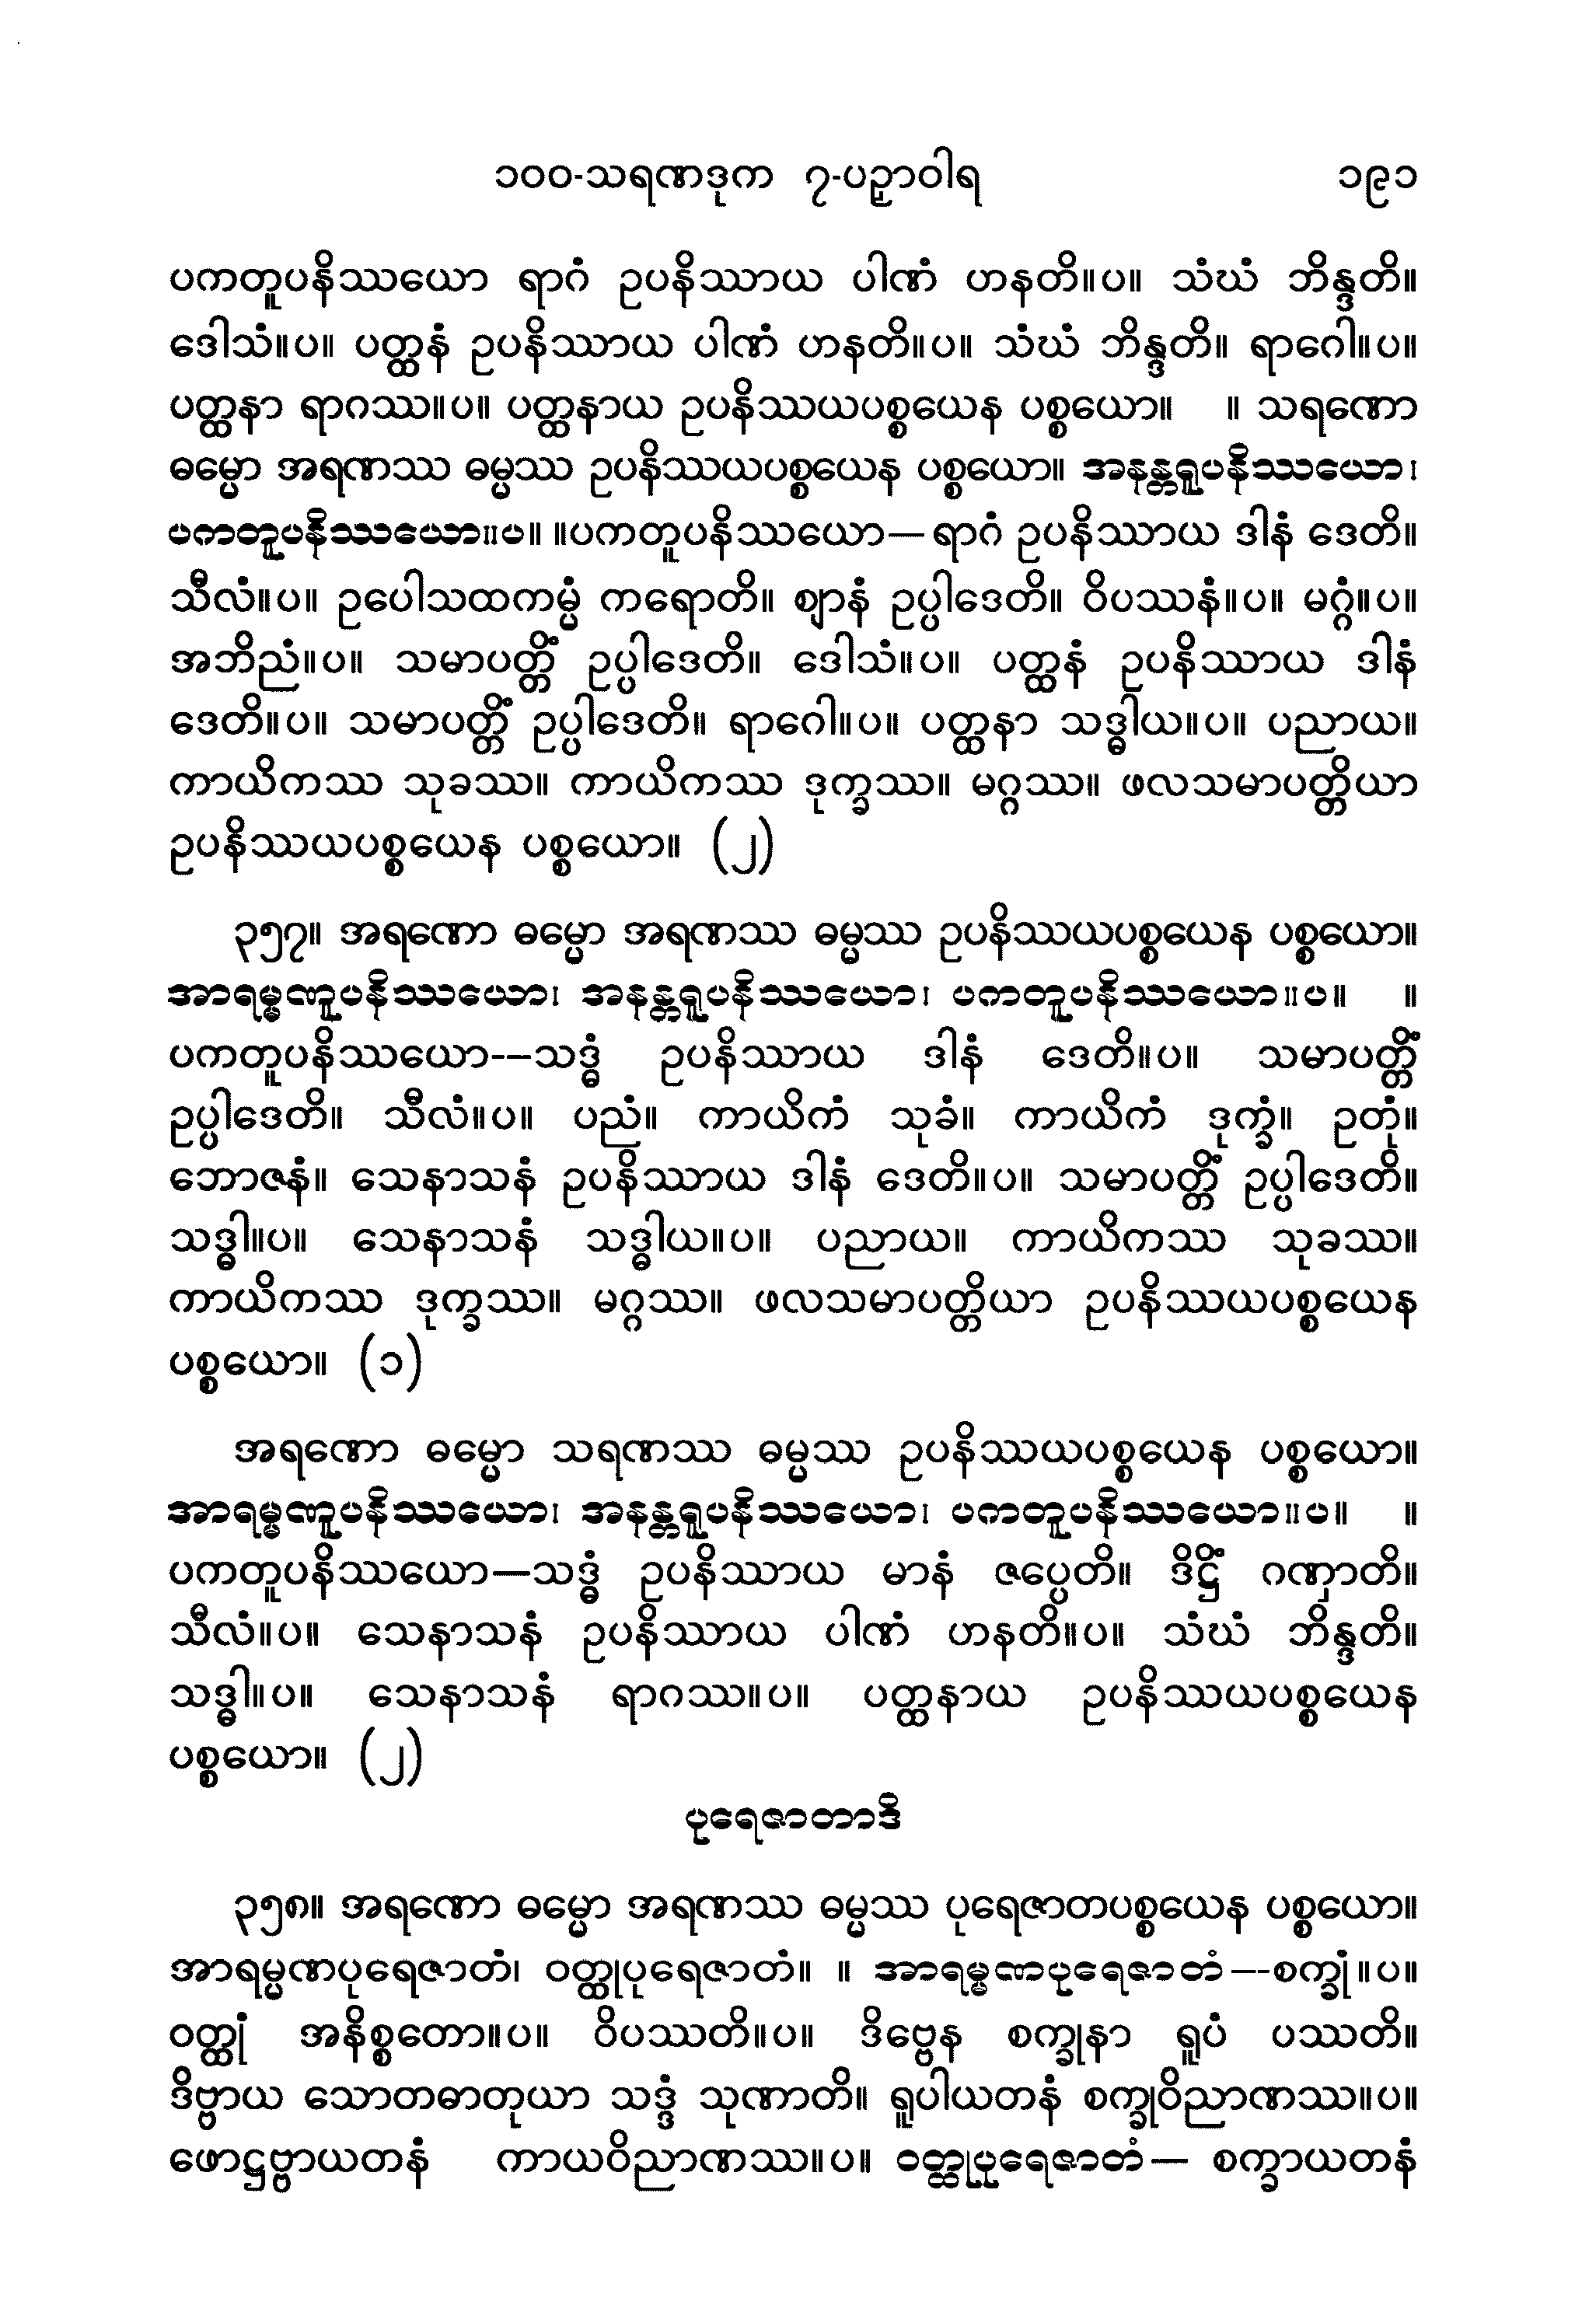 ၁၀၀-သရဏဒုက ၇-ပဉှာဝါရ ၁၉၁
ပကတူပနိဿယော ရာဂံ ဥပနိဿာယ ပါဏံ ဟနတိ။ပ။ သံဃံ ဘိန္ဒတိ။
ဒေါသံ။ပ။ ပတ္ထနံ ဥပနိဿာယ ပါဏံ ဟနတိ။ပ။ သံဃံ ဘိန္ဒတိ။ ရာဂေါ။ပ။
ပတ္ထနာ ရာဂဿ။ပ။ ပတ္ထနာယ ဥပနိဿယပစ္စယေန ပစ္စယော။ ။ သရဏော
ဓမ္မော အရဏဿ ဓမ္မဿ ဥပနိဿယပစ္စယေန ပစ္စယော။ အနန္တရူပနိဿယော၊
ပကတူပနိဿယော။ပ။ ။ပကတူပနိဿယော—ရာဂံ ဥပနိဿာယ ဒါနံ ဒေတိ။
သီလံ။ပ။ ဥပေါသထကမ္မံ ကရောတိ။ ဈာနံ ဥပ္ပါဒေတိ။ ဝိပဿနံ။ပ။ မဂ္ဂံ။ပ။
အဘိညံ။ပ။ သမာပတ္တိံ ဥပ္ပါဒေတိ။ ဒေါသံ။ပ။ ပတ္ထနံ ဥပနိဿာယ ဒါနံ
ဒေတိ။ပ။ သမာပတ္တိံ ဥပ္ပါဒေတိ။ ရာဂေါ။ပ။ ပတ္ထနာ သဒ္ဓါယ။ပ။ ပညာယ။
ကာယိကဿ သုခဿ။ ကာယိကဿ ဒုက္ခဿ။ မဂ္ဂဿ။ ဖလသမာပတ္တိယာ
ဥပနိဿယပစ္စယေန ပစ္စယော။ (၂)
၃၅၇။ အရဏော ဓမ္မော အရဏဿ ဓမ္မဿ ဥပနိဿယပစ္စယေန ပစ္စယော။
အာရမ္မဏူပနိဿယော၊ အနန္တရူပနိဿယော၊ ပကတူပနိဿယော။ပ။ ။
ပကတူပနိဿယော---သဒ္ဓံ ဥပနိဿာယ ဒါနံ ဒေတိ။ပ။ သမာပတ္တိံ
ဥပ္ပါဒေတိ။ သီလံ။ပ။ ပညံ။ ကာယိကံ သုခံ။ ကာယိကံ ဒုက္ခံ။ ဥတုံ။
ဘောဇနံ။ သေနာသနံ ဥပနိဿာယ ဒါနံ ဒေတိ။ပ။ သမာပတ္တိံ ဥပ္ပါဒေတိ။
သဒ္ဓါ။ပ။ သေနာသနံ သဒ္ဓါယ။ပ။ ပညာယ။ ကာယိကဿ သုခဿ။
ကာယိကဿ ဒုက္ခဿ။ မဂ္ဂဿ။ ဖလသမာပတ္တိယာ ဥပနိဿယပစ္စယေန
ပစ္စယော။ (၁)
အရဏော ဓမ္မော သရဏဿ ဓမ္မဿ ဥပနိဿယပစ္စယေန ပစ္စယော။
အာရမ္မဏူပနိဿယော၊ အနန္တရူပနိဿယော၊ ပကတူပနိဿယော။ပ။ ။
ပကတူပနိဿယော—သဒ္ဓံ ဥပနိဿာယ မာနံ ဇပ္ပေတိ။ ဒိဋ္ဌိံ ဂဏှာတိ။
သီလံ။ပ။ သေနာသနံ ဥပနိဿာယ ပါဏံ ဟနတိ။ပ။ သံဃံ ဘိန္ဒတိ။
သဒ္ဓါ။ပ။ သေနာသနံ ရာဂဿ။ပ။ ပတ္ထနာယ ဥပနိဿယပစ္စယေန
ပစ္စယော။ (၂)
ပုရေဇာတာဒိ
၃၅၈။ အရဏော ဓမ္မော အရဏဿ ဓမ္မဿ ပုရေဇာတပစ္စယေန ပစ္စယော။
အာရမ္မဏပုရေဇာတံ၊ ဝတ္ထုပုရေဇာတံ။ ။ အာရမ္မဏပုရေဇာတံ---စက္ခုံ။ပ။
ဝတ္ထုံ အနိစ္စတော။ပ။ ဝိပဿတိ။ပ။ ဒိဗ္ဗေန စက္ခုနာ ရူပံ ပဿတိ။
ဒိဗ္ဗာယ သောတဓာတုယာ သဒ္ဒံ သုဏာတိ။ ရူပါယတနံ စက္ခုဝိညာဏဿ။ပ။
ဖောဋ္ဌဗ္ဗာယတနံ ကာယဝိညာဏဿ။ပ။ ဝတ္ထုပုရေဇာတံ— စက္ခာယတနံ